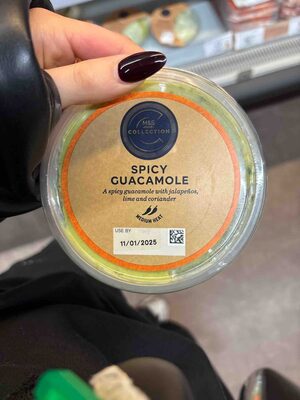 M&S
COLLECTION
SPICY
GUACAMOLE
A spicy guacamole with jalapeños,
lime and coriander
MEDIUM HEAT
USE BY
11/01/2025